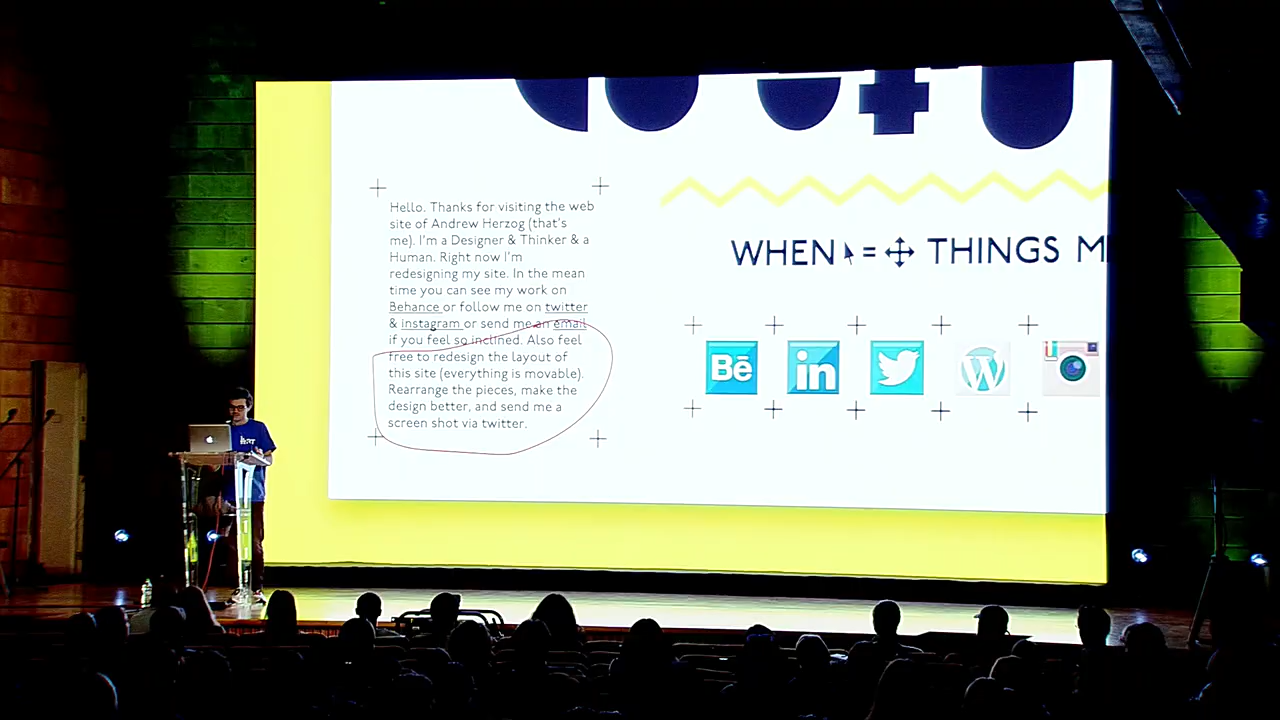 Hello. Thanks for visiting the web
site of Andrew Herzog (that's
me). I'm a Designer & Thinker & a
Human. Right now I'm
redesigning my site. In the mean
time you can see my work on
Behance or follow me on twitter
& instagram or send me an email
if you feel so inclined. Also feel
free to redesign the layout of
this site (everything is movable).
Rearrange the pieces, make the
design better, and send me a
screen shot via twitter.
WHEN = THINGS M
Bē in W